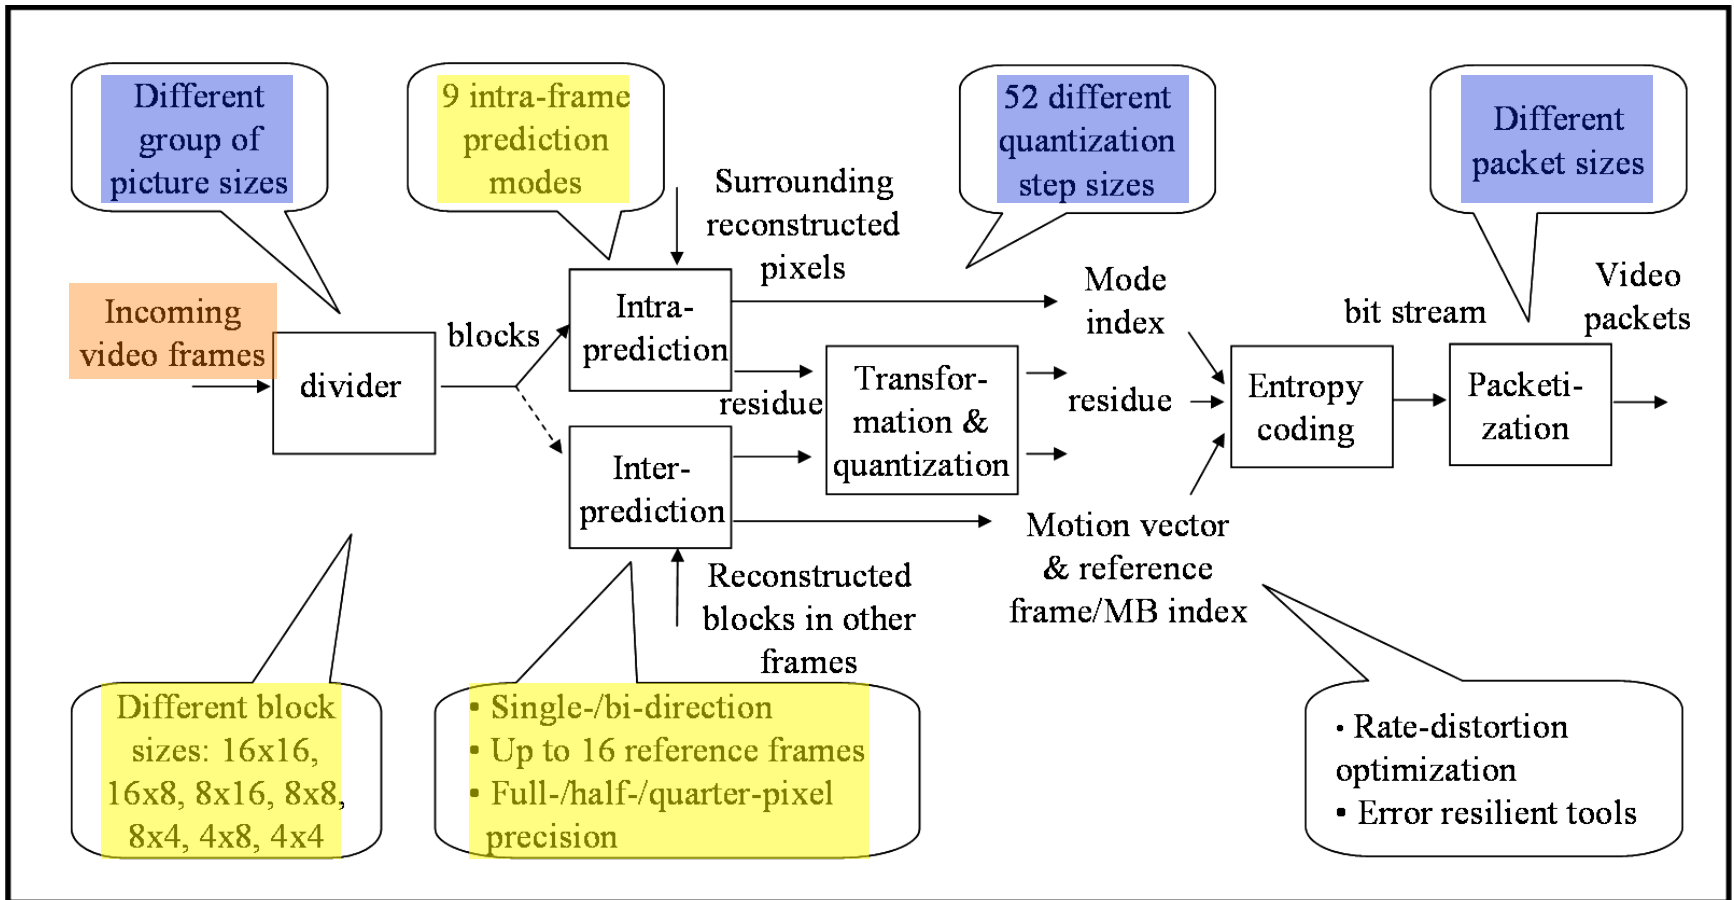 Different
group of
picture sizes
9 intra-frame
prediction
modes
52 different
quantization
step sizes
Different
packet sizes
Surrounding
reconstructed
pixels
Incoming
video frames
divider
blocks
Intra-
prediction
residue
Inter-
prediction
Transfor-
mation &
quantization
Mode
index
residue
Motion vector
& reference
frame/MB index
Entropy
coding
bit stream
Packeti-
zation
Video
packets
Reconstructed
blocks in other
frames
Different block
sizes: 16x16,
16x8, 8x16, 8x8,
8x4, 4x8, 4x4
▪ Single-/bi-direction
▪ Up to 16 reference frames
▪ Full-/half-/quarter-pixel
precision
• Rate-distortion
optimization
▪ Error resilient tools